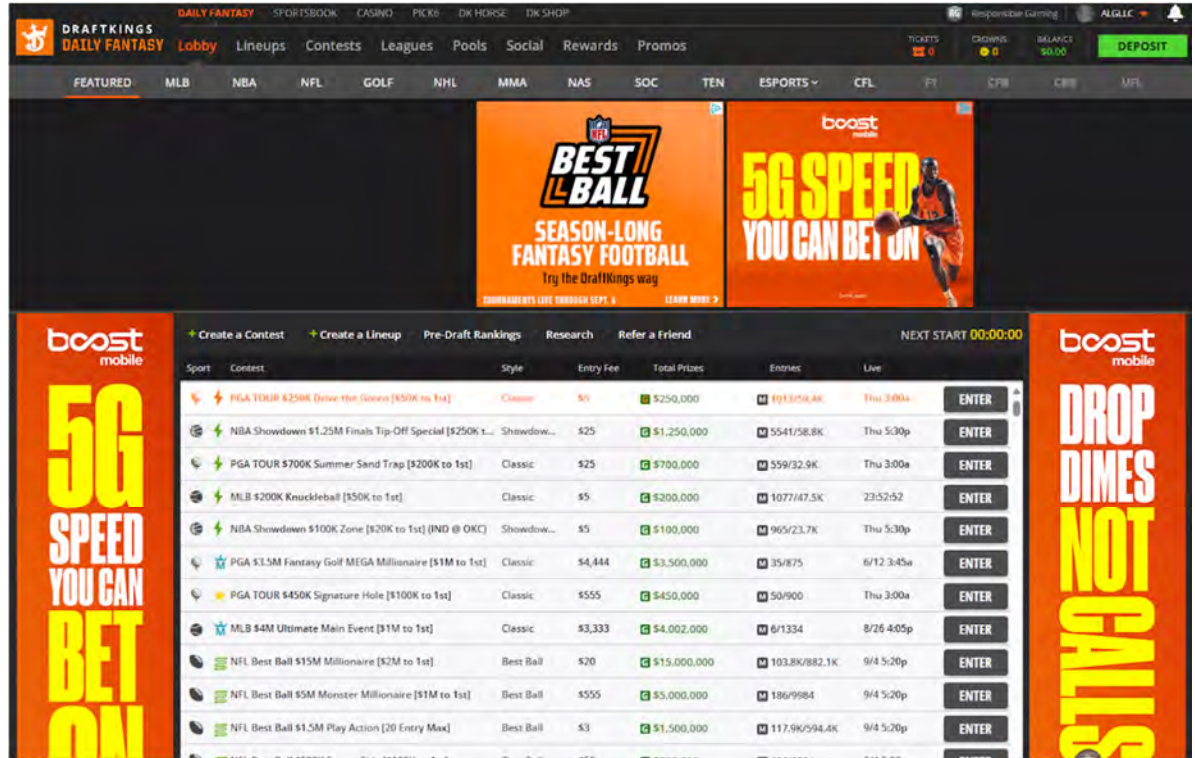 DAILY FANTASY SPORTSBOOK CASINO PICK6 DK HORSE DK SHOP
RG Responsible Gaming ALGLLC
DRAFTKINGS
DAILY FANTASY
Lobby Lineups Contests Leagues Pools Social Rewards Promos
TICKETS CROWNS BALANCE
0 0 $0.00
DEPOSIT
FEATURED MLB NBA NFL GOLF NHL MMA NAS SOC TEN ESPORTS CFL F1 CFB CBB UFL
NFL
BEST
BALL
SEASON-LONG
FANTASY FOOTBALL
Try the DraftKings way
TOURNAMENTS LIVE THROUGH SEPT. 4 LEARN MORE >
boost
mobile
5G SPEED
YOU CAN BET ON
boost
mobile
5G
SPEED
YOU CAN
BET
ON
+ Create a Contest + Create a Lineup Pre-Draft Rankings Research Refer a Friend NEXT START 00:00:00
Sport Contest Style Entry Fee Total Prizes Entries Live
PGA TOUR $250K Drive the Green [$50K to 1st] Classic $5 G $250,000 M 1013/59.4K Thu 3:00a ENTER
NBA Showdown $1.25M Finals Tip-Off Special [$250K t... Showdow... $25 G $1,250,000 M 5541/58.8K Thu 5:30p ENTER
PGA TOUR $700K Summer Sand Trap [$200K to 1st] Classic $25 G $700,000 M 559/32.9K Thu 3:00a ENTER
MLB $200K Knuckleball [$50K to 1st] Classic $5 G $200,000 M 1077/47.5K 23:52:52 ENTER
NBA Showdown $100K Zone [$20K to 1st] (IND @ OKC) Showdow... $5 G $100,000 M 965/23.7K Thu 5:30p ENTER
PGA $3.5M Fantasy Golf MEGA Millionaire [$1M to 1st] Classic $4,444 G $3,500,000 M 35/875 6/12 3:45a ENTER
PGA TOUR $450K Signature Hole [$100K to 1st] Classic $555 G $450,000 M 50/900 Thu 3:00a ENTER
MLB $4M Ultimate Main Event [$1M to 1st] Classic $3,333 G $4,002,000 M 6/1334 8/26 4:05p ENTER
NFL Best Ball $15M Millionaire [$2M to 1st] Best Ball $20 G $15,000,000 M 103.8K/882.1K 9/4 5:20p ENTER
NFL Best Ball $5M Monster Millionaire [$1M to 1st] Best Ball $555 G $5,000,000 M 186/9984 9/4 5:20p ENTER
NFL Best Ball $1.5M Play Action [20 Entry Max] Best Ball $3 G $1,500,000 M 117.9K/594.4K 9/4 5:20p ENTER
boost
mobile
DROP
DIMES
NOT
CALLS